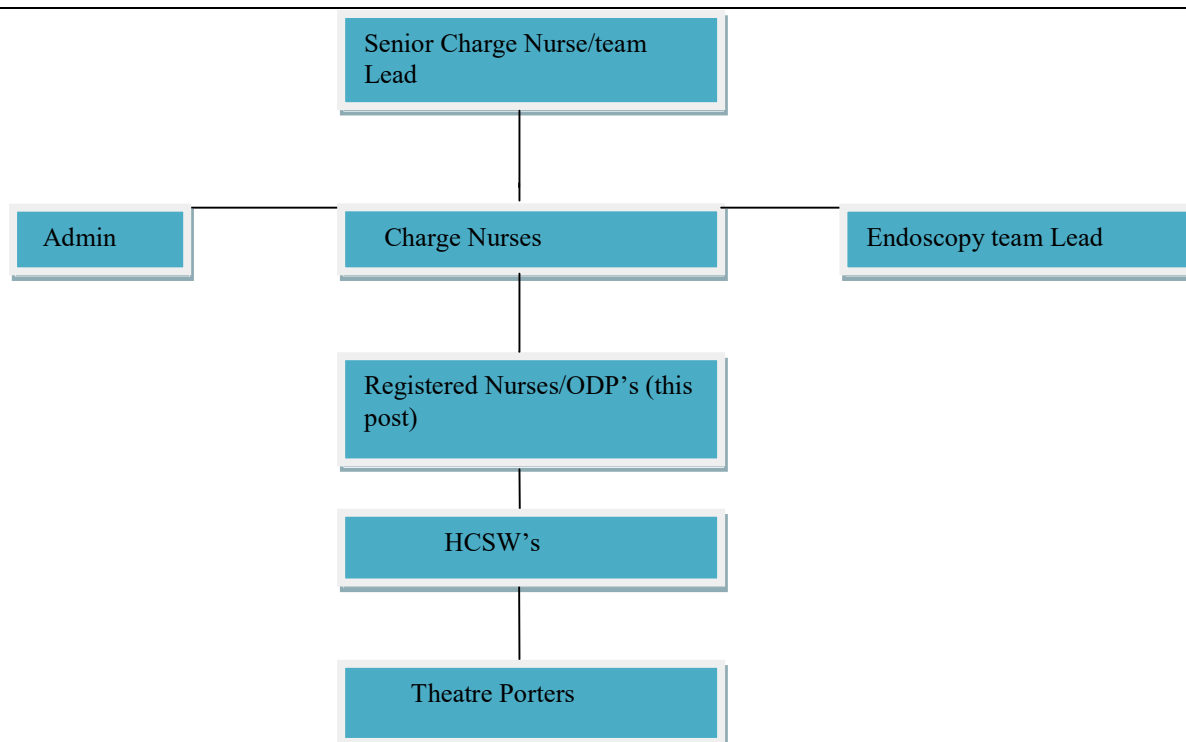 Senior Charge Nurse/team
Lead
Admin
Charge Nurses
Endoscopy team Lead
Registered Nurses/ODP’s (this
post)
HCSW’s
Theatre Porters